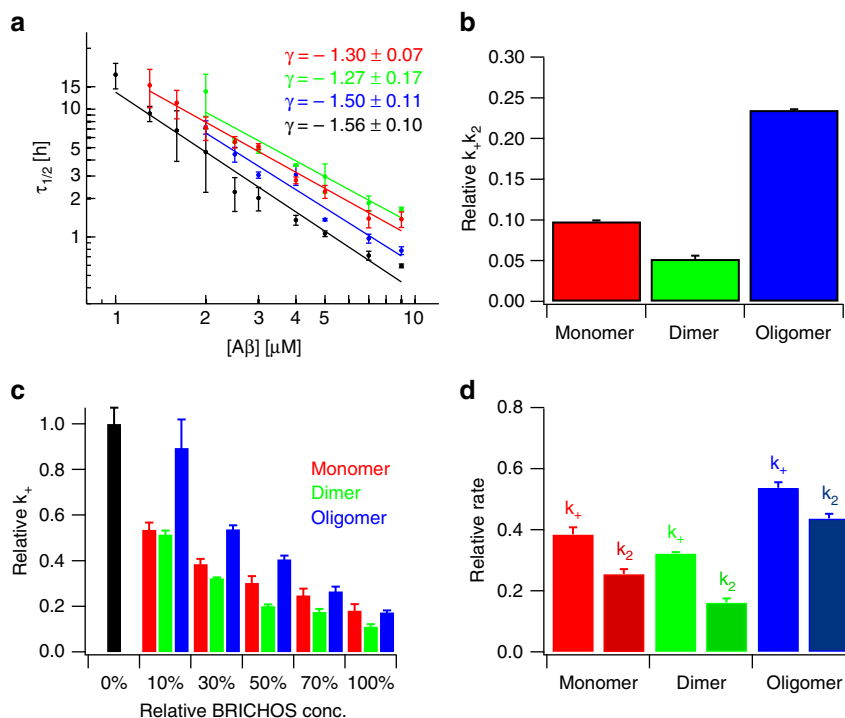 a
γ = − 1.30 ± 0.07
γ = − 1.27 ± 0.17
γ = − 1.50 ± 0.11
γ = − 1.56 ± 0.10
τ1/2 [h]
15
10
5
3
2
1
1
2
3
4
5
10
[Aβ] [μM]
b
Relative k+k2
0.30
0.25
0.20
0.15
0.10
0.05
0.00
Monomer
Dimer
Oligomer
c
Relative k+
1.0
0.8
0.6
0.4
0.2
0.0
Monomer
Dimer
Oligomer
0%
10%
30%
50%
70%
100%
Relative BRICHOS conc.
d
Relative rate
0.8
0.6
0.4
0.2
0.0
k+
k2
k+
k2
k+
k2
Monomer
Dimer
Oligomer